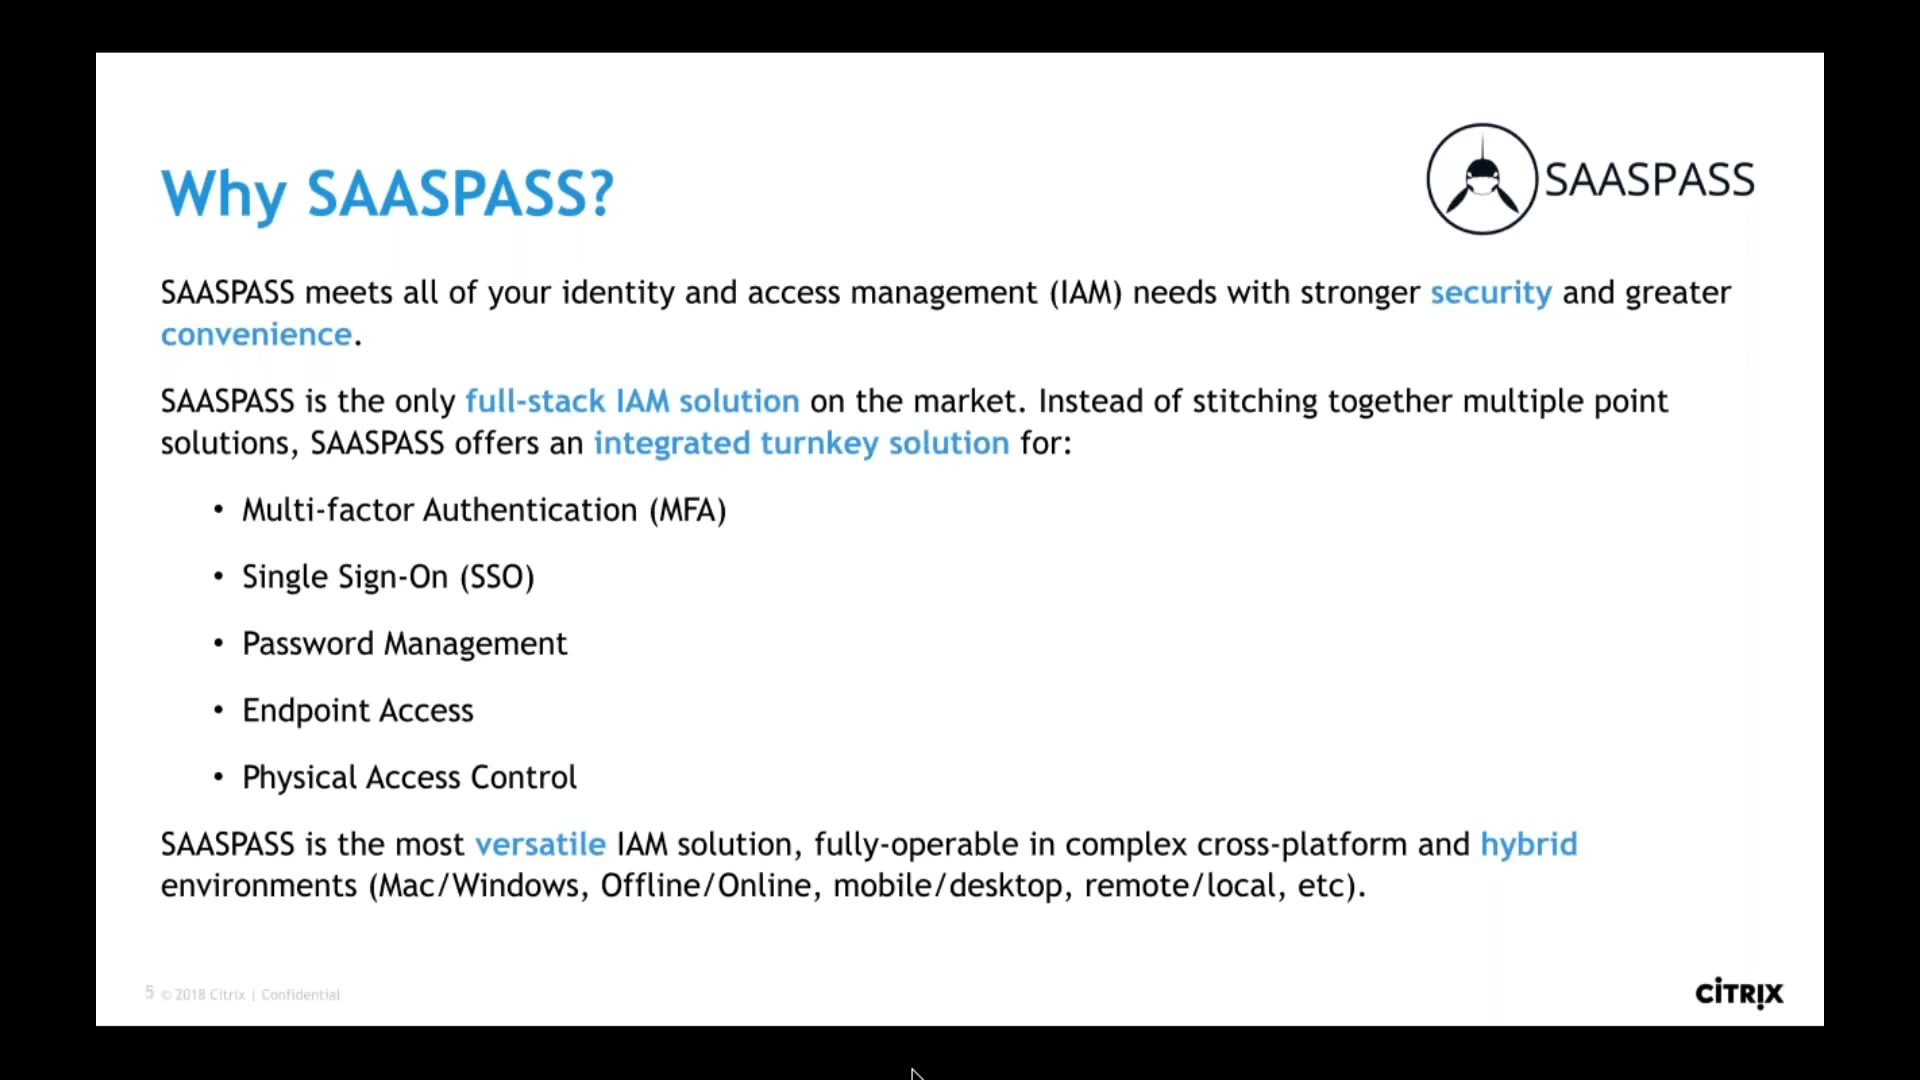 Why SAASPASS?
SAASPASS
SAASPASS meets all of your identity and access management (IAM) needs with stronger security and greater
convenience.
SAASPASS is the only full-stack IAM solution on the market. Instead of stitching together multiple point
solutions, SAASPASS offers an integrated turnkey solution for:
• Multi-factor Authentication (MFA)
• Single Sign-On (SSO)
• Password Management
• Endpoint Access
• Physical Access Control
SAASPASS is the most versatile IAM solution, fully-operable in complex cross-platform and hybrid
environments (Mac/Windows, Offline/Online, mobile/desktop, remote/local, etc).
5 © 2018 Citrix | Confidential
CİTRỊX